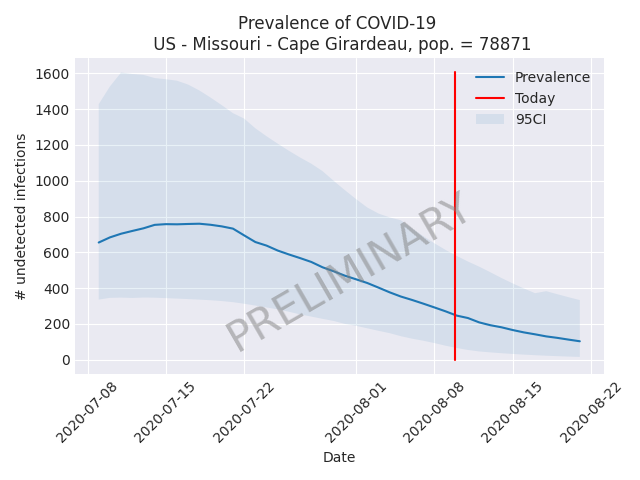 Prevalence of COVID-19
US - Missouri - Cape Girardeau, pop. = 78871
1600
1400
1200
1000
800
600
400
200
0
# undetected infections
Prevalence
Today
95CI
PRELIMINARY
2020-07-08
2020-07-15
2020-07-22
2020-08-01
2020-08-08
2020-08-15
2020-08-22
Date